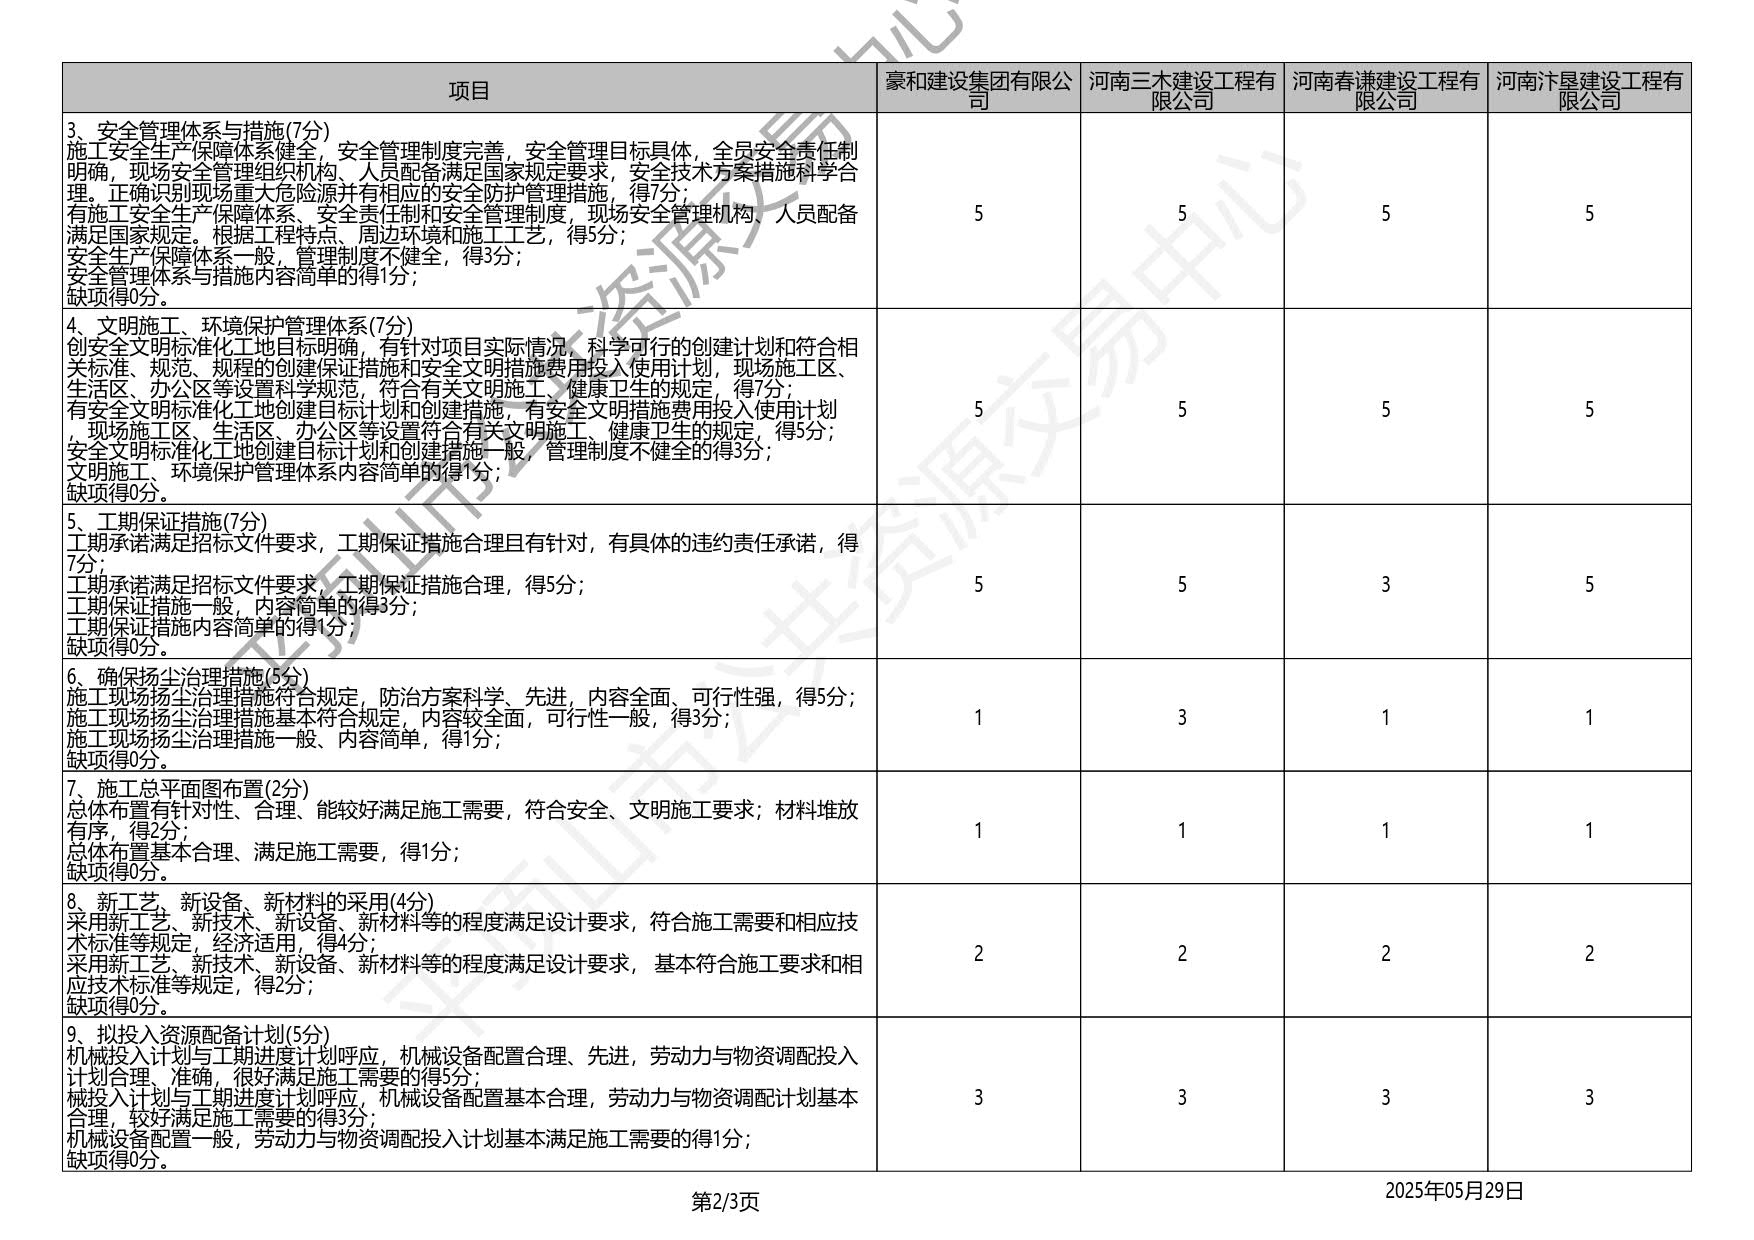 项目
豪和建设集团有限公
司
河南三木建设工程有
限公司
河南春谦建设工程有
限公司
河南汴垦建设工程有
限公司
3、安全管理体系与措施(7分)
施工安全生产保障体系健全，安全管理制度完善，安全管理目标具体，全员安全责任制
明确，现场安全管理组织机构、人员配备满足国家规定要求，安全技术方案措施科学合
理。正确识别现场重大危险源并有相应的安全防护管理措施，得7分；
有施工安全生产保障体系、安全责任制和安全管理制度，现场安全管理机构、人员配备
满足国家规定。根据工程特点、周边环境和施工工艺，得5分；
安全生产保障体系一般，管理制度不健全，得3分；
安全管理体系与措施内容简单的得1分；
缺项得0分。
5
5
5
5
4、文明施工、环境保护管理体系(7分)
创安全文明标准化工地目标明确，有针对项目实际情况，科学可行的创建计划和符合相
关标准、规范、规程的创建保证措施和安全文明措施费用投入使用计划，现场施工区、
生活区、办公区等设置科学规范，符合有关文明施工、健康卫生的规定，得7分；
有安全文明标准化工地创建目标计划和创建措施，有安全文明措施费用投入使用计划
，现场施工区、生活区、办公区等设置符合有关文明施工、健康卫生的规定，得5分；
安全文明标准化工地创建目标计划和创建措施一般，管理制度不健全的得3分；
文明施工、环境保护管理体系内容简单的得1分；
缺项得0分。
5
5
5
5
5、工期保证措施(7分)
工期承诺满足招标文件要求，工期保证措施合理且有针对，有具体的违约责任承诺，得
7分；
工期承诺满足招标文件要求，工期保证措施合理，得5分；
工期保证措施一般，内容简单的得3分；
工期保证措施内容简单的得1分；
缺项得0分。
5
5
3
5
6、确保扬尘治理措施(5分)
施工现场扬尘治理措施符合规定，防治方案科学、先进，内容全面、可行性强，得5分；
施工现场扬尘治理措施基本符合规定，内容较全面，可行性一般，得3分；
施工现场扬尘治理措施一般、内容简单，得1分；
缺项得0分。
1
3
1
1
7、施工总平面图布置(2分)
总体布置有针对性、合理、能较好满足施工需要，符合安全、文明施工要求；材料堆放
有序，得2分；
总体布置基本合理、满足施工需要，得1分；
缺项得0分。
1
1
1
1
8、新工艺、新设备、新材料的采用(4分)
采用新工艺、新技术、新设备、新材料等的程度满足设计要求，符合施工需要和相应技
术标准等规定，经济适用，得4分；
采用新工艺、新技术、新设备、新材料等的程度满足设计要求， 基本符合施工要求和相
应技术标准等规定，得2分；
缺项得0分。
2
2
2
2
9、拟投入资源配备计划(5分)
机械投入计划与工期进度计划呼应，机械设备配置合理、先进，劳动力与物资调配投入
计划合理、准确，很好满足施工需要的得5分；
械投入计划与工期进度计划呼应，机械设备配置基本合理，劳动力与物资调配计划基本
合理，较好满足施工需要的得3分；
机械设备配置一般，劳动力与物资调配投入计划基本满足施工需要的得1分；
缺项得0分。
3
3
3
3
第2/3页
2025年05月29日
平顶山市公共资源交易中心
平顶山市公共资源交易中心